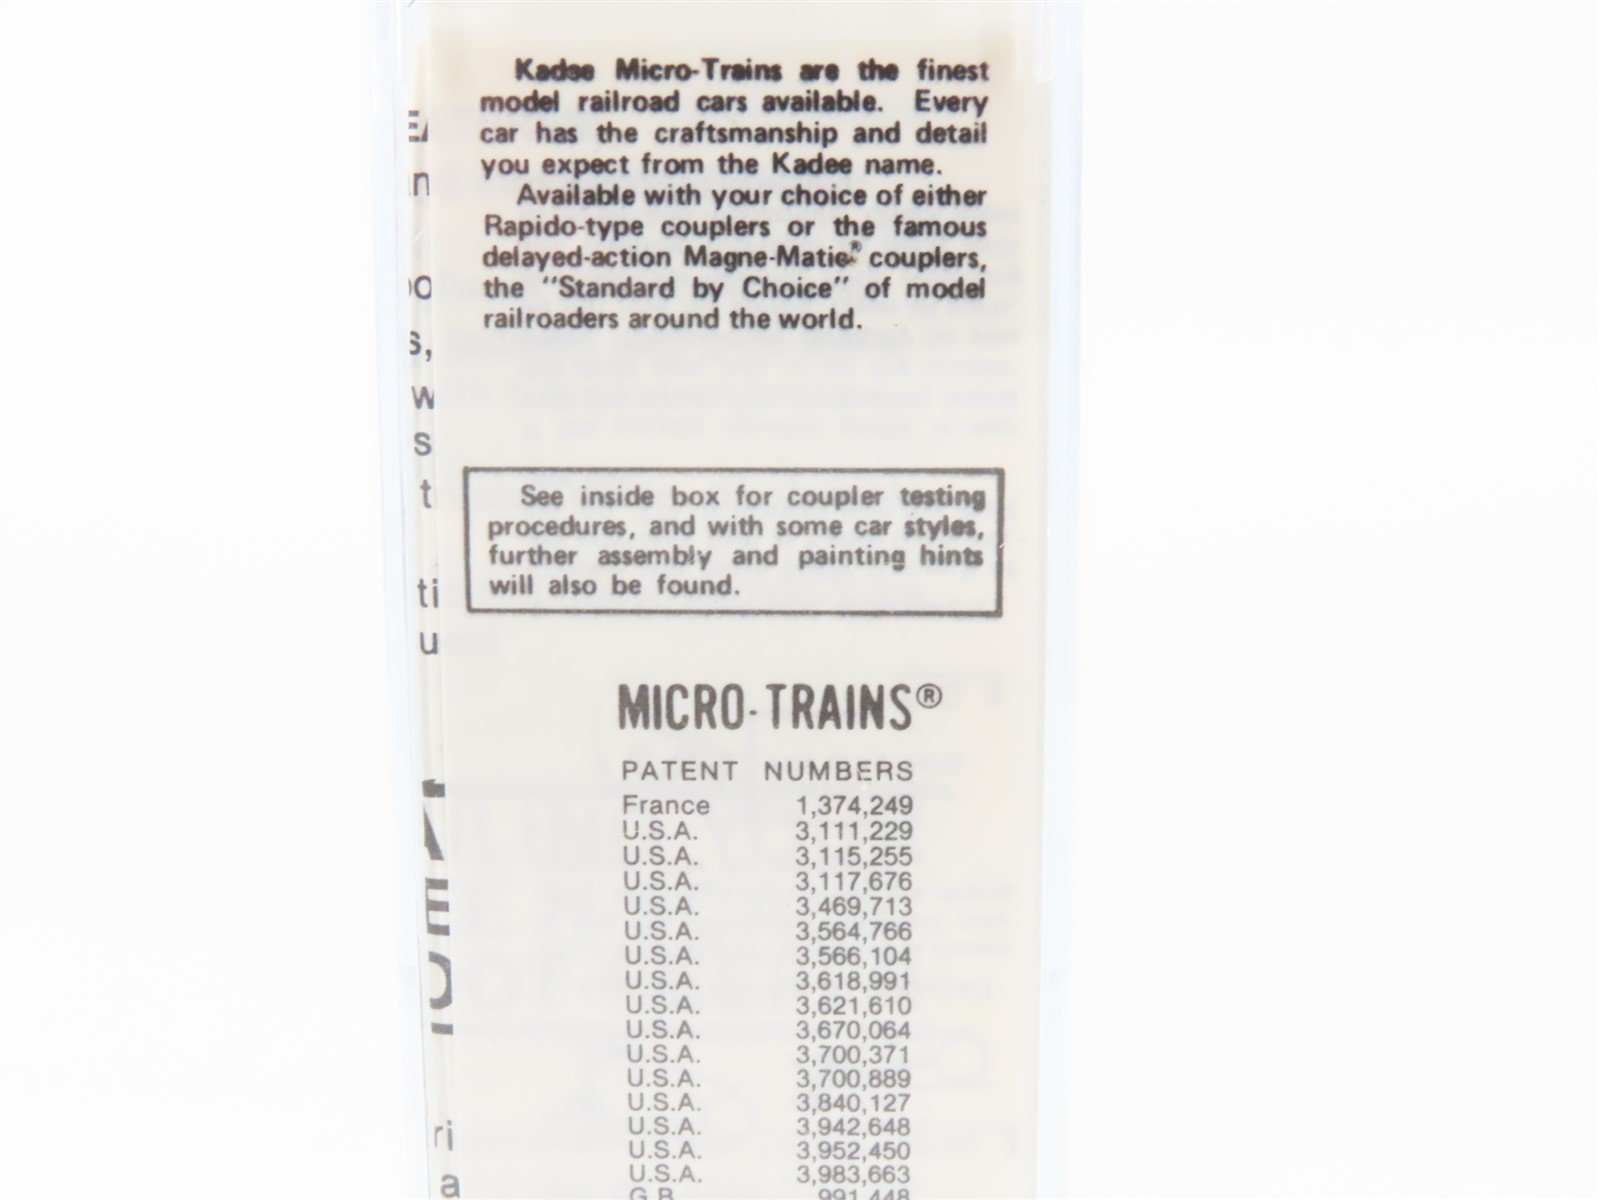 Kadee Micro-Trains are the finest
model railroad cars available. Every
car has the craftsmanship and detail
you expect from the Kadee name.
Available with your choice of either
Rapido-type couplers or the famous
delayed-action Magne-Matic® couplers,
the "Standard by Choice" of model
railroaders around the world.
See inside box for coupler testing
procedures, and with some car styles,
further assembly and painting hints
will also be found.
MICRO-TRAINS®
PATENT NUMBERS
France 1,374,249
U.S.A. 3,111,229
U.S.A. 3,115,255
U.S.A. 3,117,676
U.S.A. 3,469,713
U.S.A. 3,564,766
U.S.A. 3,566,104
U.S.A. 3,618,991
U.S.A. 3,621,610
U.S.A. 3,670,064
U.S.A. 3,700,371
U.S.A. 3,700,889
U.S.A. 3,840,127
U.S.A. 3,942,648
U.S.A. 3,952,450
U.S.A. 3,983,663
G.B. 991,448